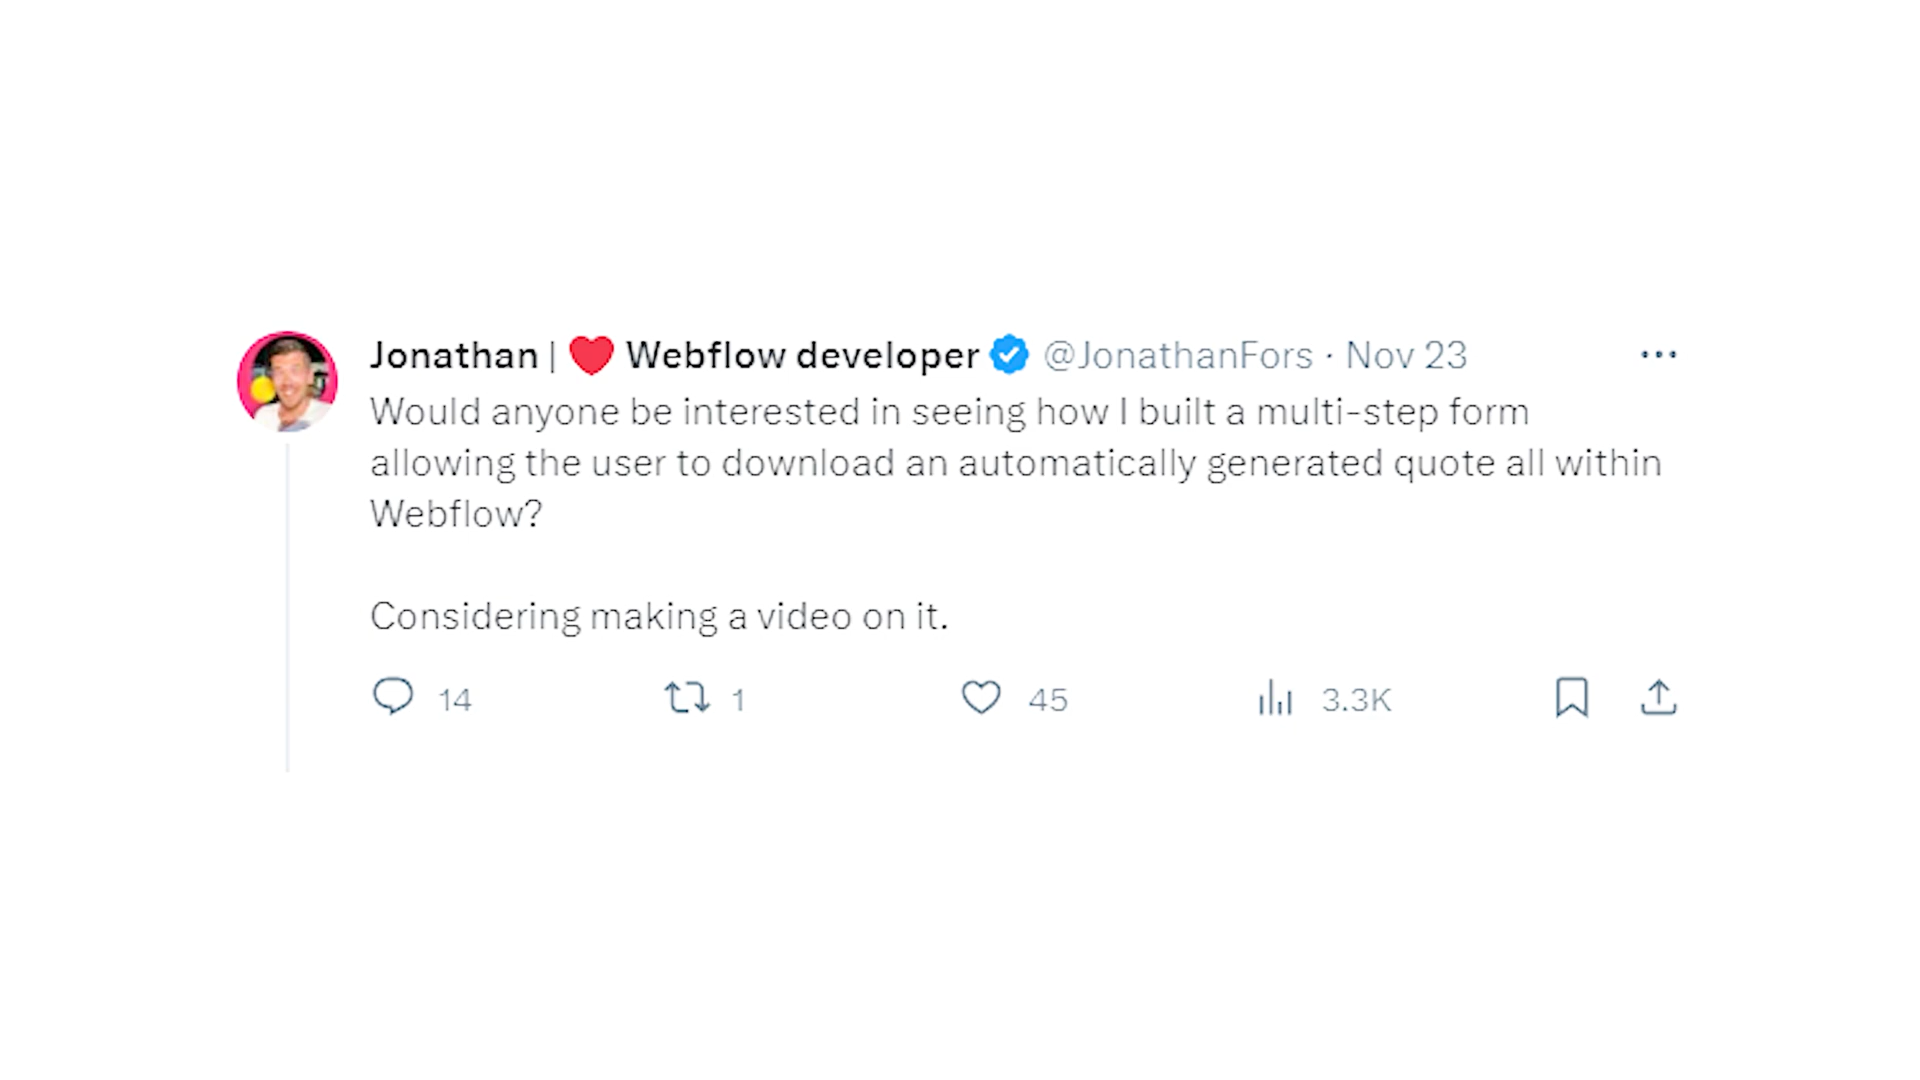 Jonathan | ❤️ Webflow developer @JonathanFors · Nov 23
Would anyone be interested in seeing how I built a multi-step form
allowing the user to download an automatically generated quote all within
Webflow?
Considering making a video on it.
14 1 45 3.3K